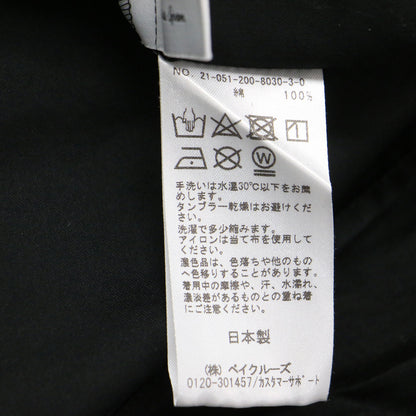 NO. 21-051-200-8030-3-0
綿 100%
手洗いは水温30℃以下をお薦
めします。
タンブラー乾燥はお避けくだ
さい。
洗濯で多少縮みます。
アイロンは当て布を使用して
ください。
濃色品は、色落ちや他のもの
へ色移りすることがあります。
着用中の摩擦や、汗、水濡れ、
濃淡差があるものとの重ね着
にご注意ください。
日本製
(株) ベイクルーズ
0120-301457/カスタマーサポート